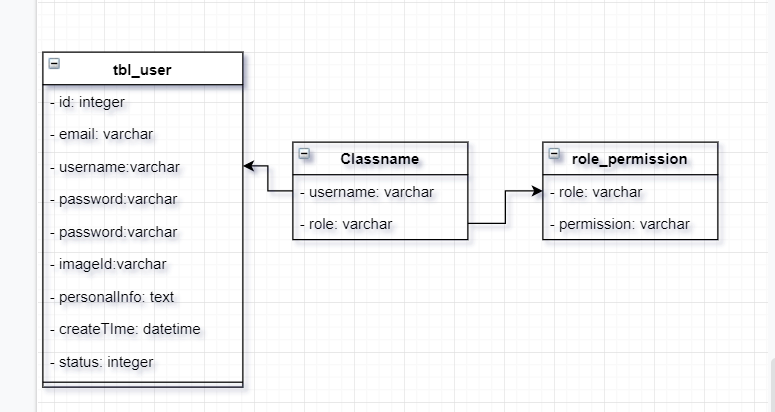 tbl_user
- id: integer
- email: varchar
- username:varchar
- password:varchar
- password:varchar
- imageId:varchar
- personalInfo: text
- createTIme: datetime
- status: integer
Classname
- username: varchar
- role: varchar
role_permission
- role: varchar
- permission: varchar